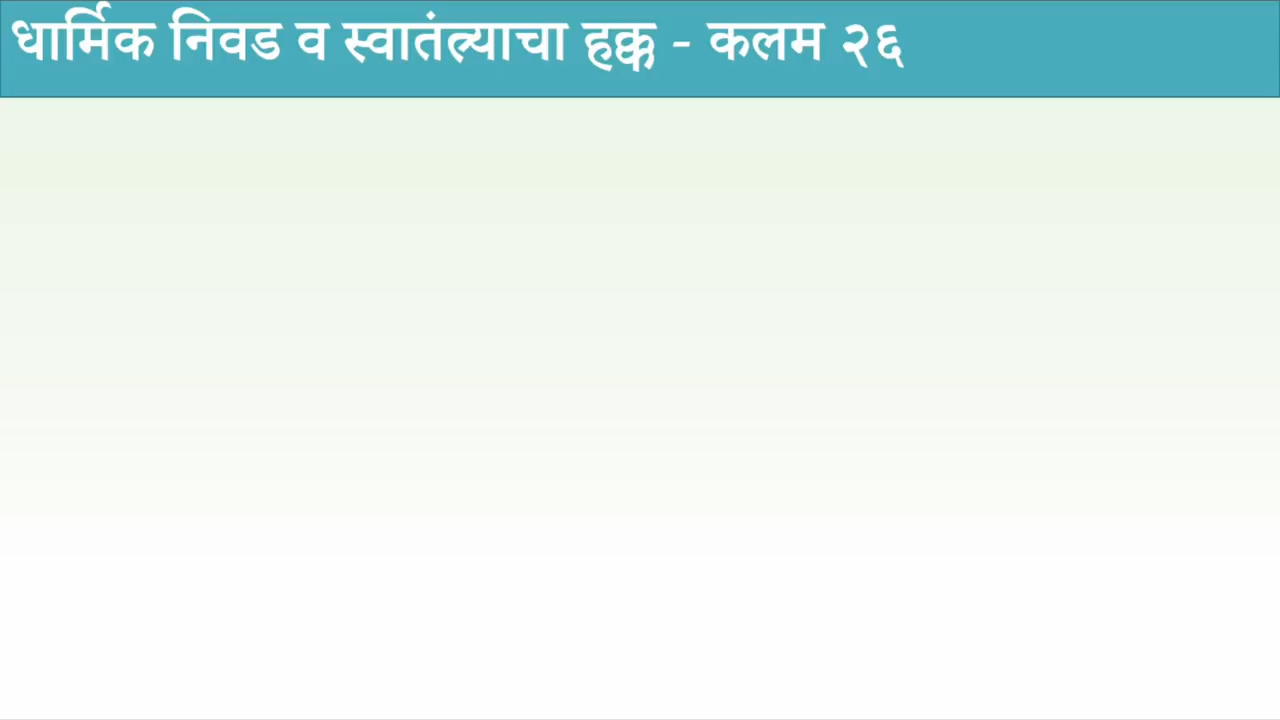 धार्मिक निवड व स्वातंत्र्याचा हक्क - कलम २६